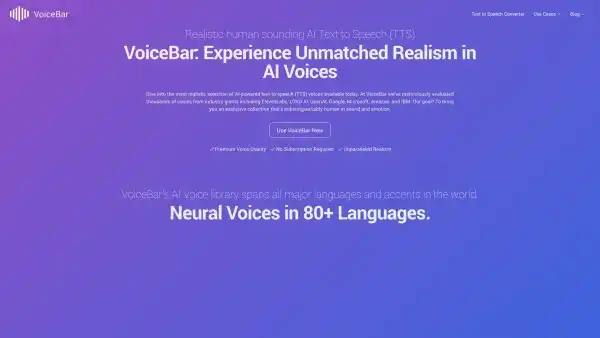 VoiceBar
Text to Speech Converter
Use Cases
Blog
Realistic human sounding AI Text to Speech (TTS)
VoiceBar: Experience Unmatched Realism in
AI Voices
Dive into the most realistic selection of AI-powered text-to-speech (TTS) voices available today. At VoiceBar we've meticulously evaluated
thousands of voices from industry giants including ElevenLabs, LOVO AI, OpenAI, Google, Microsoft, Amazon, and IBM. Our goal? To bring
you an exclusive collection that's indistinguishably human in sound and emotion.
Use VoiceBar Now
✓ Premium Voice Quality ✓ No Subscription Required ✓ Unparalleled Realism
VoiceBar's AI voice library spans all major languages and accents in the world
Neural Voices in 80+ Languages.